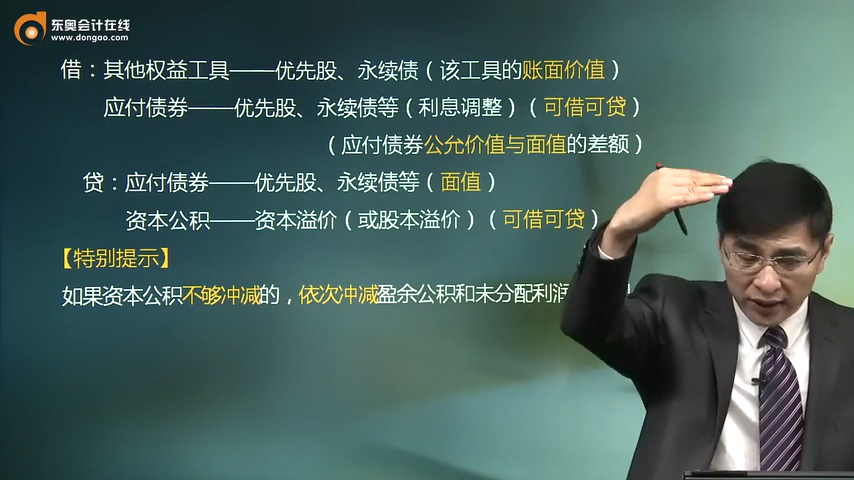 东奥会计在线
www.dongao.com
借：其他权益工具——优先股、永续债（该工具的账面价值）
应付债券——优先股、永续债等（利息调整）（可借可贷）
（应付债券公允价值与面值的差额）
贷：应付债券——优先股、永续债等（面值）
资本公积——资本溢价（或股本溢价）（可借可贷）
【特别提示】
如果资本公积不够冲减的，依次冲减盈余公积和未分配利润